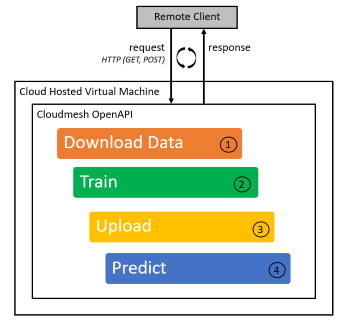 Remote Client
request
HTTP (GET, POST)
response
Cloud Hosted Virtual Machine
Cloudmesh OpenAPI
Download Data 1
Train 2
Upload 3
Predict 4